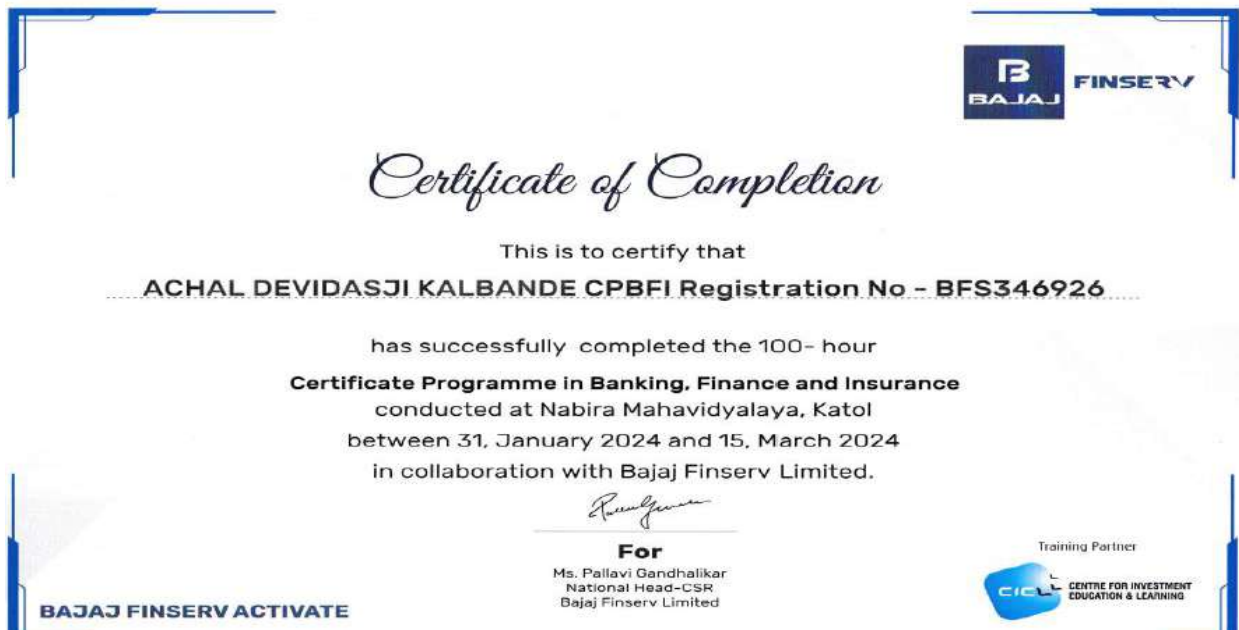 B
BAJAJ
FINSERV
Certificate of Completion
This is to certify that
ACHAL DEVIDASJI KALBANDE CPBFI Registration No - BFS346926
has successfully completed the 100- hour
Certificate Programme in Banking, Finance and Insurance
conducted at Nabira Mahavidyalaya, Katol
between 31, January 2024 and 15, March 2024
in collaboration with Bajaj Finserv Limited.
For
Ms. Pallavi Gandhalikar
National Head-CSR
Bajaj Finserv Limited
BAJAJ FINSERV ACTIVATE
Training Partner
CIEL
CENTRE FOR INVESTMENT
EDUCATION & LEARNING